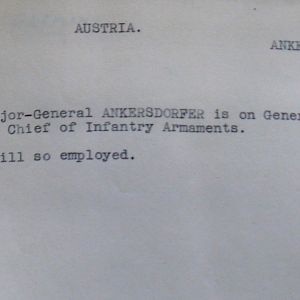 AUSTRIA.
ANKE
jor-General ANKERSDORFER is on Gener
Chief of Infantry Armaments.
ill so employed.